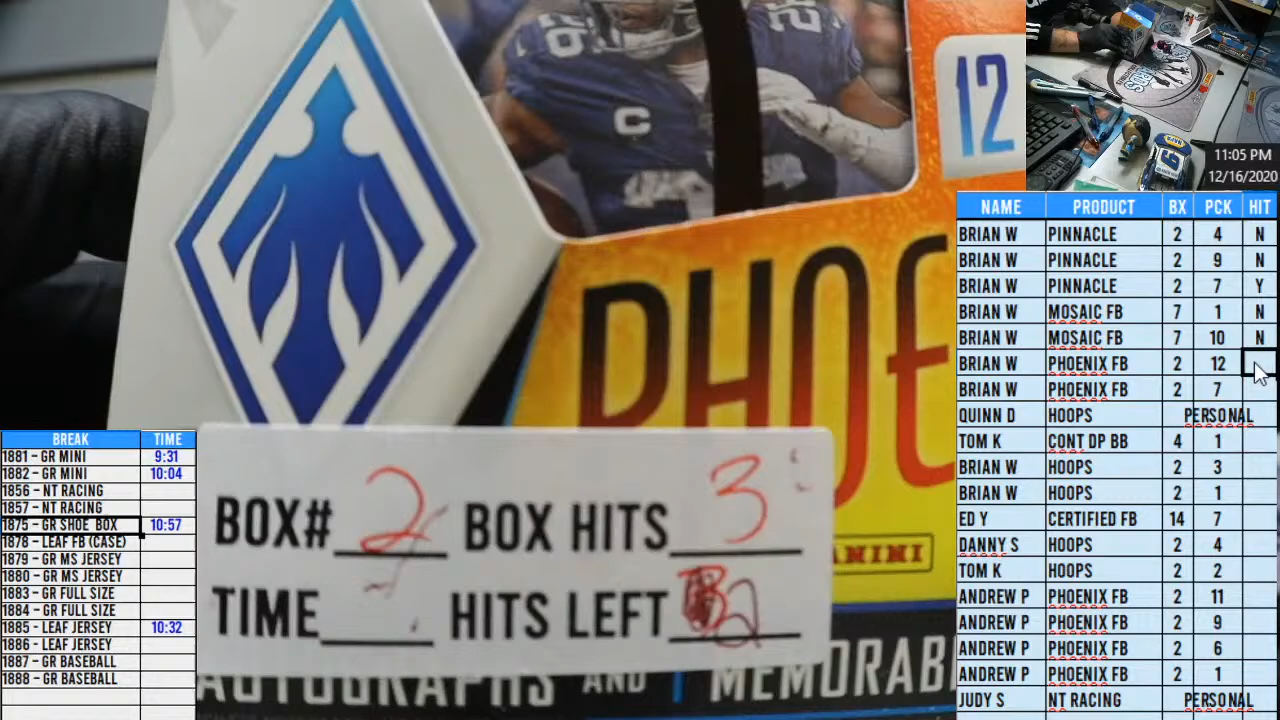 26
C
12
PHOE
PANINI
BOX# 2 BOX HITS 3
TIME HITS LEFT 2
AUTOGRAPHS AND MEMORAB
11:05 PM
12/16/2020
NAME PRODUCT BX PCK HIT
BRIAN W PINNACLE 2 4 N
BRIAN W PINNACLE 2 9 N
BRIAN W PINNACLE 2 7 Y
BRIAN W MOSAIC FB 7 1 N
BRIAN W MOSAIC FB 7 10 N
BRIAN W PHOENIX FB 2 12
BRIAN W PHOENIX FB 2 7
QUINN D HOOPS PERSONAL
TOM K CONT DP BB 4 1
BRIAN W HOOPS 2 3
BRIAN W HOOPS 2 1
ED Y CERTIFIED FB 14 7
DANNY S HOOPS 2 4
TOM K HOOPS 2 2
ANDREW P PHOENIX FB 2 11
ANDREW P PHOENIX FB 2 9
ANDREW P PHOENIX FB 2 6
ANDREW P PHOENIX FB 2 1
JUDY S NT RACING PERSONAL
BREAK TIME
1881 - GR MINI 9:31
1882 - GR MINI 10:04
1856 - NT RACING
1857 - NT RACING
1875 - GR SHOE BOX 10:57
1878 - LEAF FB (CASE)
1879 - GR MS JERSEY
1880 - GR MS JERSEY
1883 - GR FULL SIZE
1884 - GR FULL SIZE
1885 - LEAF JERSEY 10:32
1886 - LEAF JERSEY
1887 - GR BASEBALL
1888 - GR BASEBALL